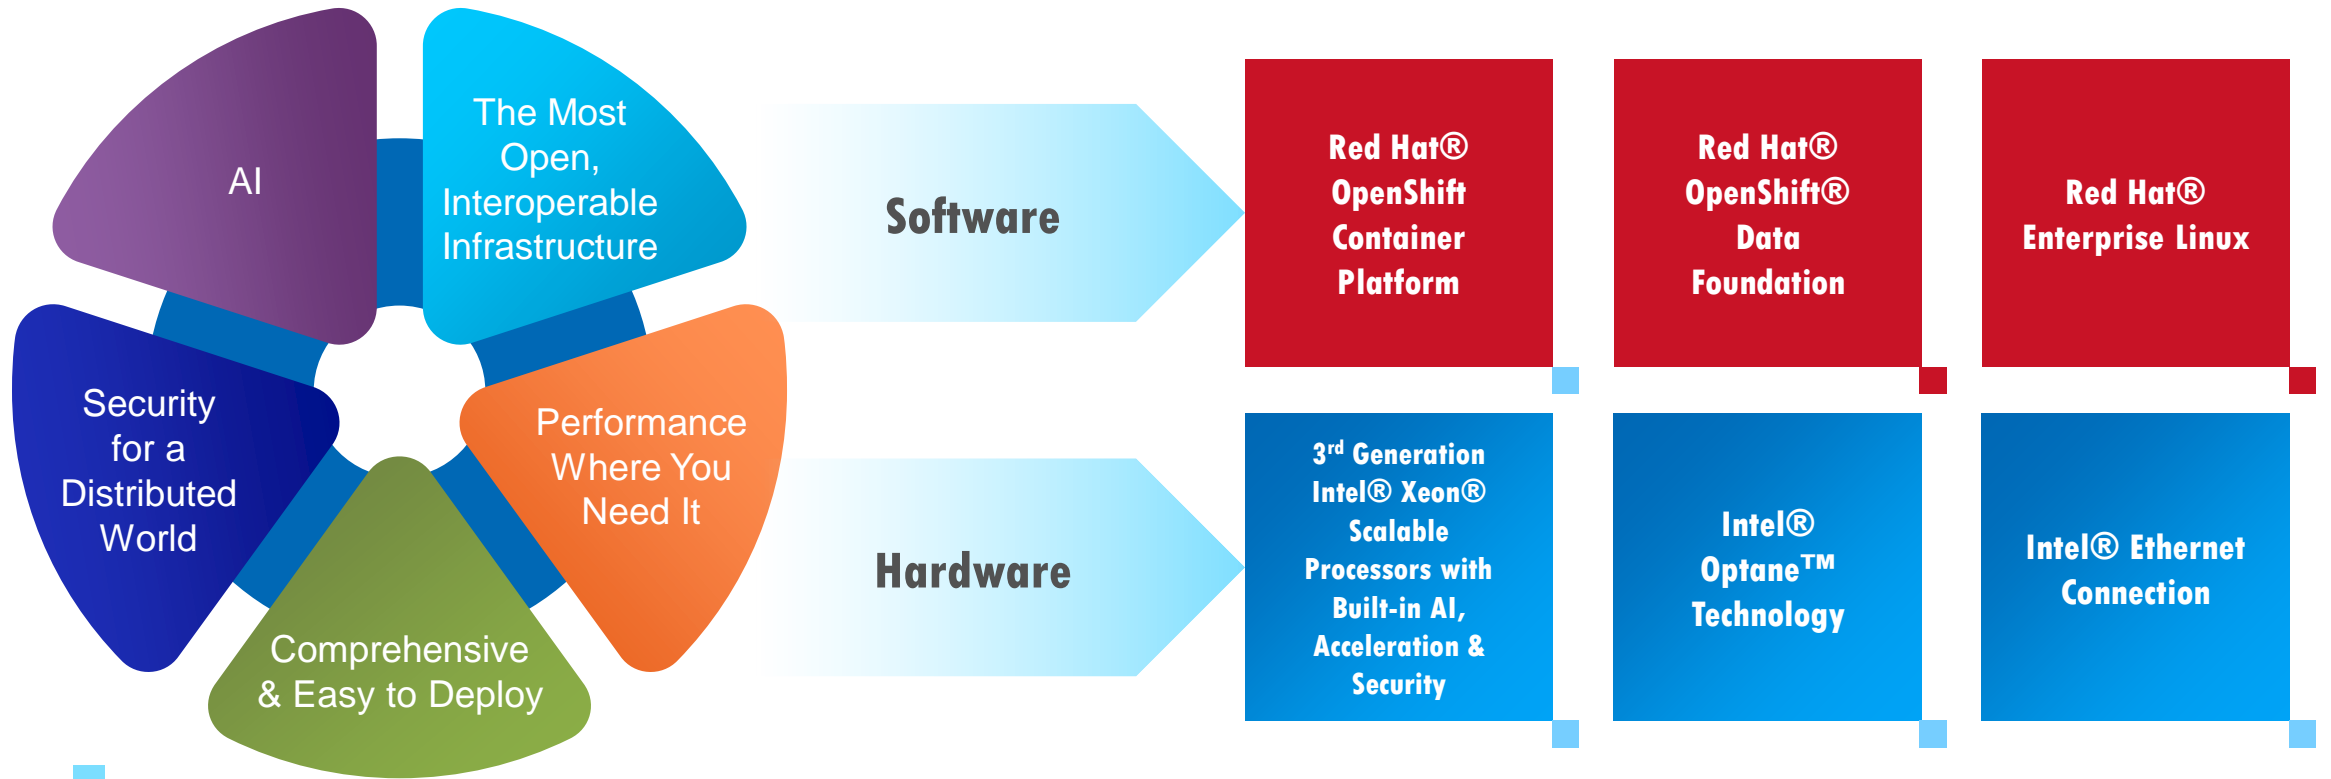 AI
The Most
Open,
Interoperable
Infrastructure
Security
for a
Distributed
World
Performance
Where You
Need It
Comprehensive
& Easy to Deploy
Software
Red Hat®
OpenShift
Container
Platform
Red Hat®
OpenShift®
Data
Foundation
Red Hat®
Enterprise Linux
Hardware
3rd Generation
Intel® Xeon®
Scalable
Processors with
Built-in AI,
Acceleration &
Security
Intel®
Optane™
Technology
Intel® Ethernet
Connection